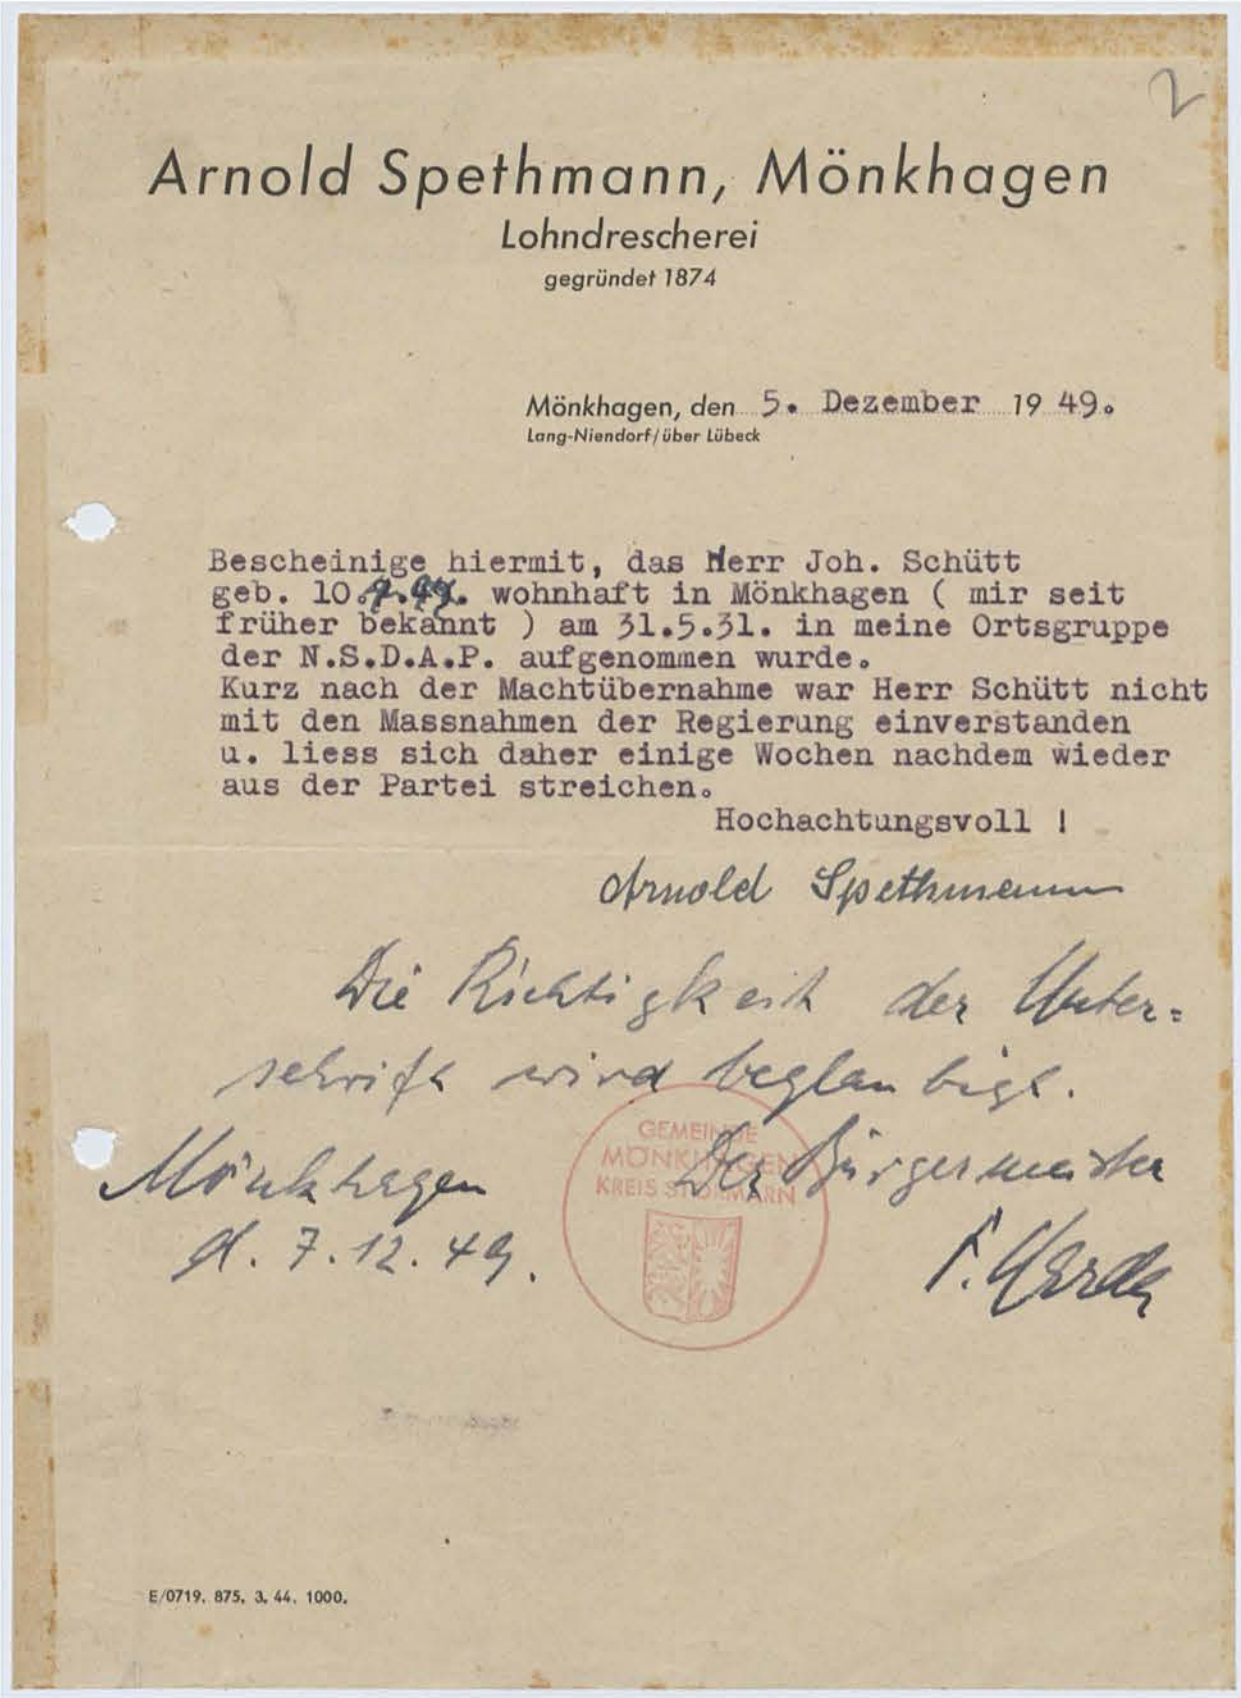 2
Arnold Spethmann, Mönkhagen
Lohndrescherei
gegründet 1874
Mönkhagen, den 5. Dezember 19 49.
Lang-Niendorf/über Lübeck
Bescheinige hiermit, das Herr Joh. Schütt
geb. 10. wohnhaft in Mönkhagen ( mir seit
früher bekannt ) am 31.5.31. in meine Ortsgruppe
der N.S.D.A.P. aufgenommen wurde.
Kurz nach der Machtübernahme war Herr Schütt nicht
mit den Massnahmen der Regierung einverstanden
u. liess sich daher einige Wochen nachdem wieder
aus der Partei streichen.
Hochachtungsvoll !
Arnold Spethmann
Die Richtigkeit der Unter=
schrift wird beglaubigt.
GEMEINDE
MÖNKHAGEN
KREIS STORMARN
Mönkhagen Der Bürgermeister
d. 7.12.49.
E/0719. 875. 3. 44. 1000.